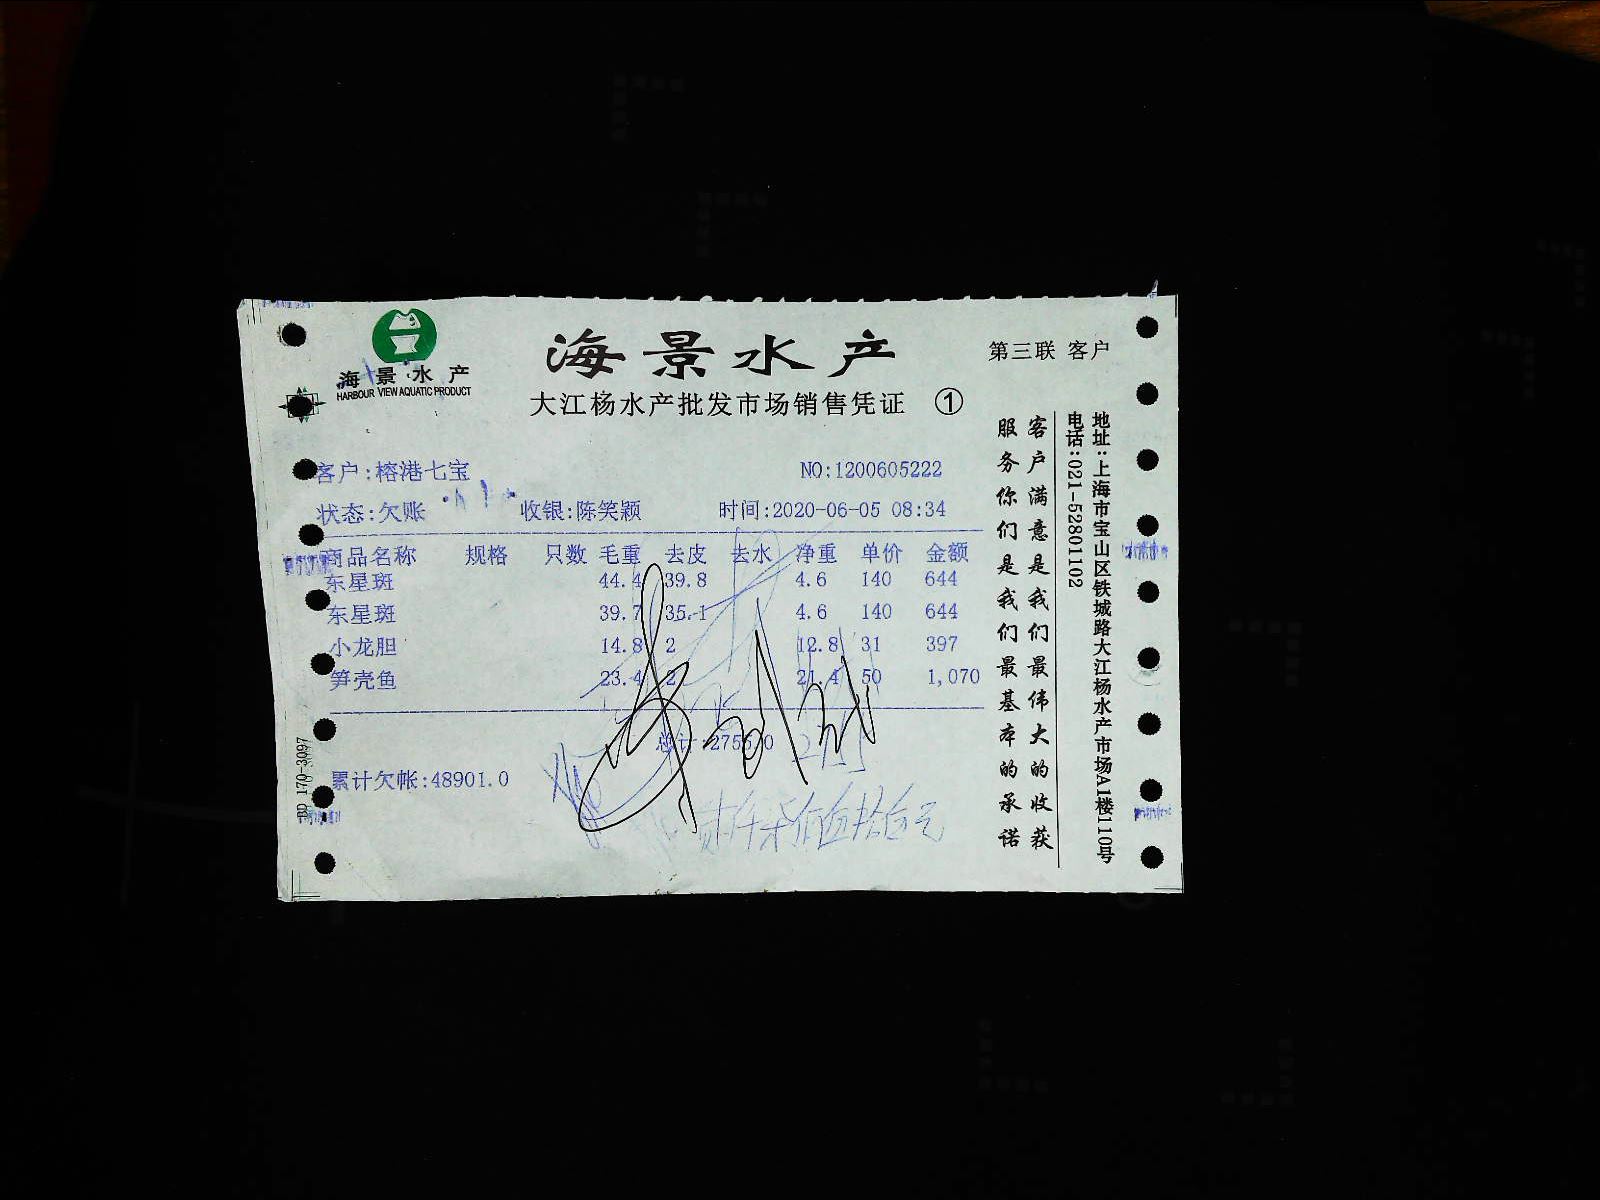 海景水产
HARBOUR VIEW AQUATIC PRODUCT
海景水产
大江杨水产批发市场销售凭证 ①
第三联 客户
客户:榕港七宝 NO:1200605222
状态:欠账 收银:陈笑颖 时间:2020-06-05 08:34
商品名称 规格 只数 毛重 去皮 去水 净重 单价 金额
东星斑 44.4 39.8 4.6 140 644
东星斑 39.7 35.1 4.6 140 644
小龙胆 14.8 2 12.8 31 397
笋壳鱼 23.4 2 21.4 50 1,070
总计:2755.0
累计欠帐:48901.0
客户满意是我们最伟大的收获
服务你们是我们最基本的承诺
地址:上海市宝山区铁城路大江杨水产市场A1楼110号
电话:021-52801102
BD 170-3097